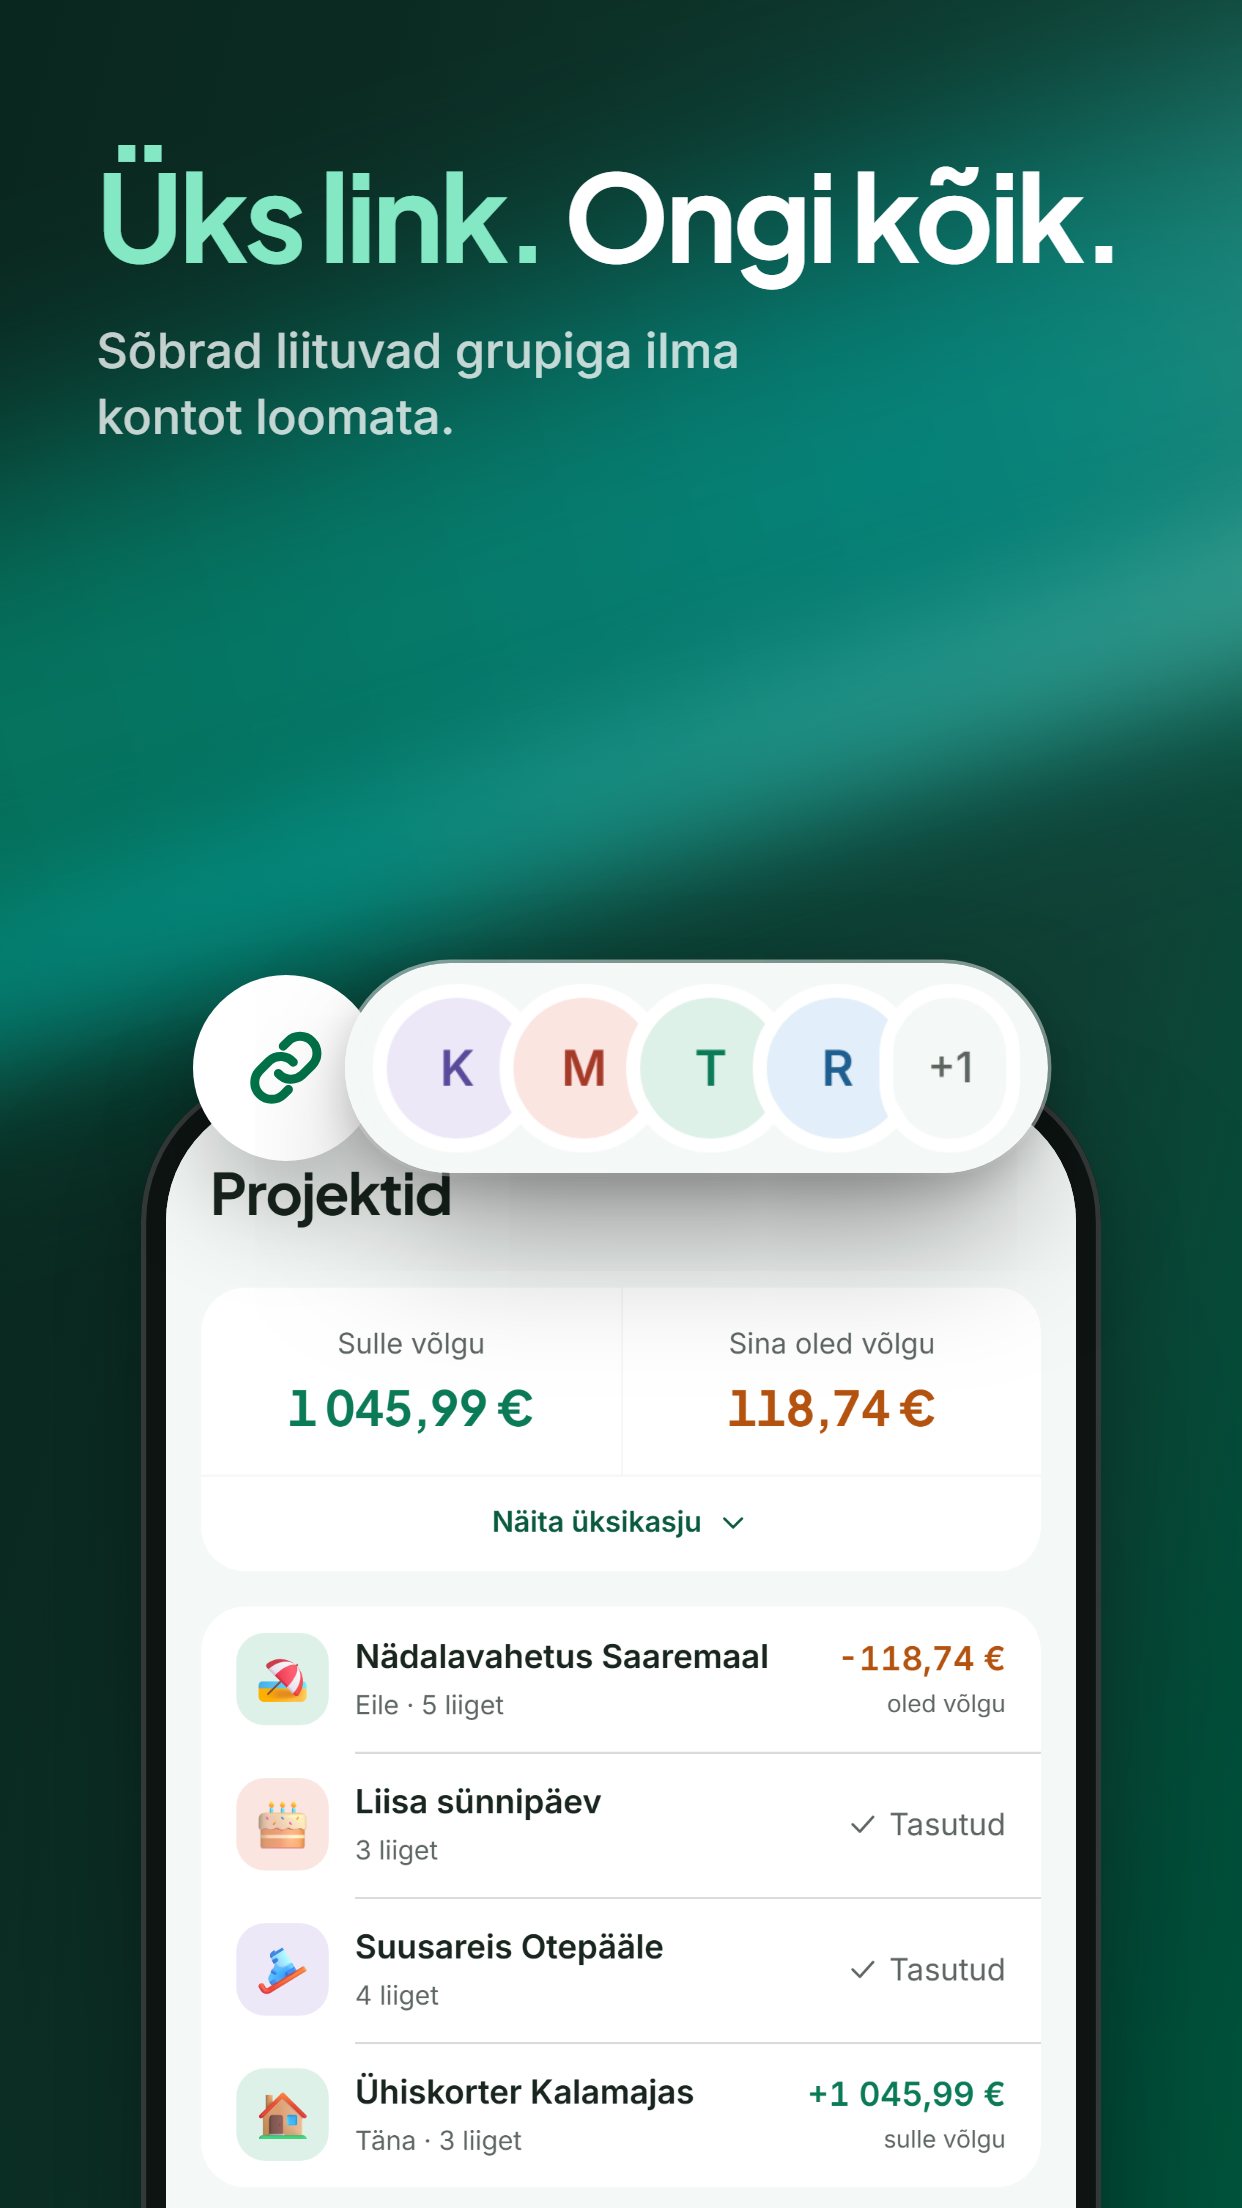 Üks link. Ongi kõik.
Sõbrad liituvad grupiga ilma
kontot loomata.
K M T R +1
Projektid
Sulle võlgu
1 045,99 €
Sina oled võlgu
118,74 €
Näita üksikasju
Nädalavahetus Saaremaal
-118,74 €
Eile · 5 liiget
oled võlgu
Liisa sünnipäev
3 liiget
Tasutud
Suusareis Otepääle
4 liiget
Tasutud
Ühiskorter Kalamajas
+1 045,99 €
Täna · 3 liiget
sulle võlgu